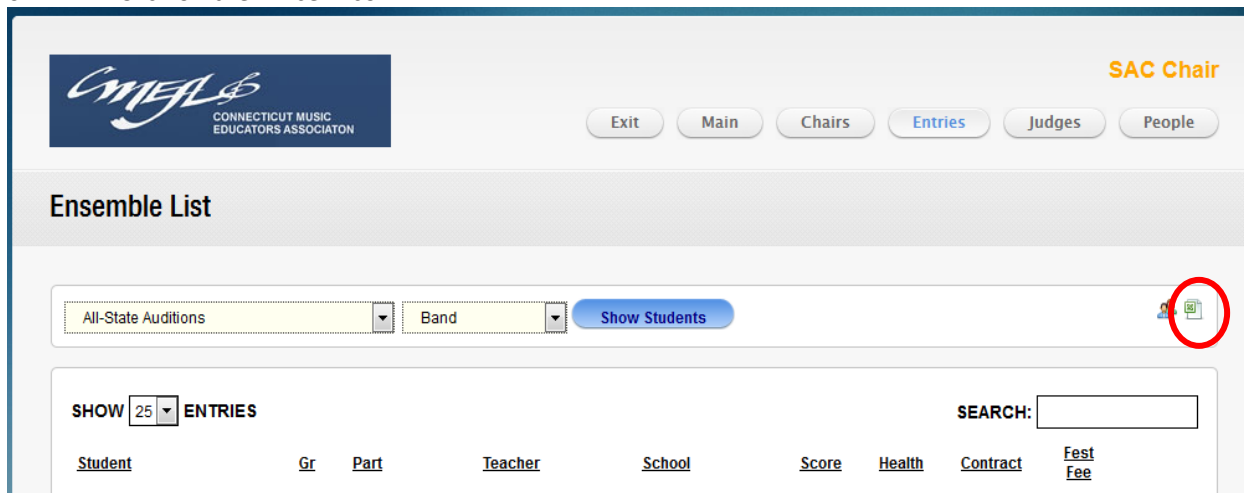 CMEA
CONNECTICUT MUSIC
EDUCATORS ASSOCIATON
SAC Chair
Exit Main Chairs Entries Judges People
Ensemble List
All-State Auditions Band Show Students
SHOW 25 ENTRIES SEARCH:
Student Gr Part Teacher School Score Health Contract Fest
Fee